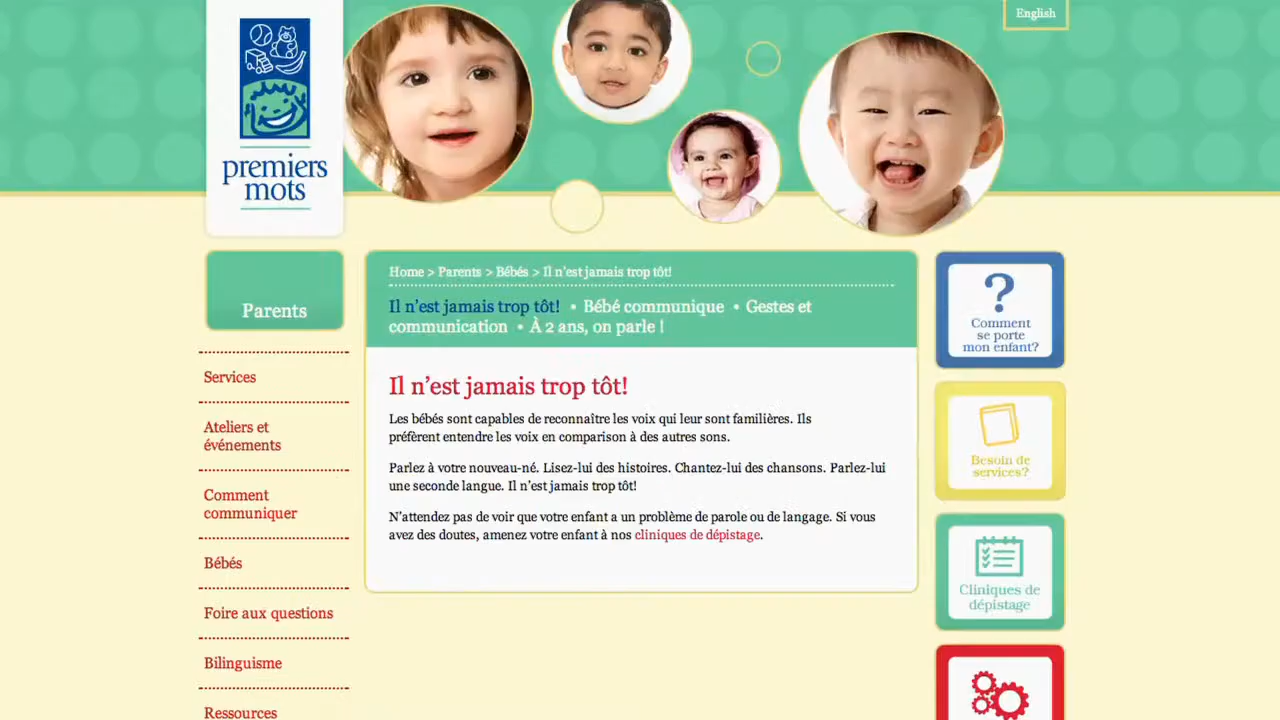 English
premiers
mots
Parents
Services
Ateliers et
événements
Comment
communiquer
Bébés
Foire aux questions
Bilinguisme
Ressources
Home > Parents > Bébés > Il n’est jamais trop tôt!
Il n’est jamais trop tôt! • Bébé communique • Gestes et
communication • À 2 ans, on parle !
Il n’est jamais trop tôt!
Les bébés sont capables de reconnaître les voix qui leur sont familières. Ils
préfèrent entendre les voix en comparison à des autres sons.
Parlez à votre nouveau-né. Lisez-lui des histoires. Chantez-lui des chansons. Parlez-lui
une seconde langue. Il n’est jamais trop tôt!
N’attendez pas de voir que votre enfant a un problème de parole ou de langage. Si vous
avez des doutes, amenez votre enfant à nos cliniques de dépistage.
?
Comment
se porte
mon enfant?
Besoin de
services?
Cliniques de
dépistage